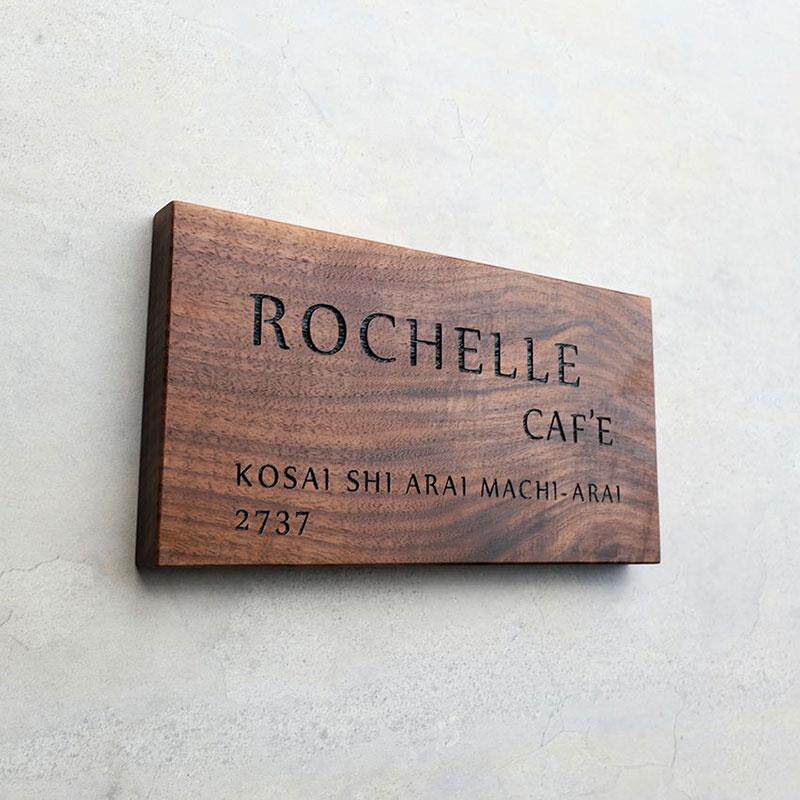 ROCHELLE
CAF'E
KOSAI SHI ARAI MACHI-ARAI
2737